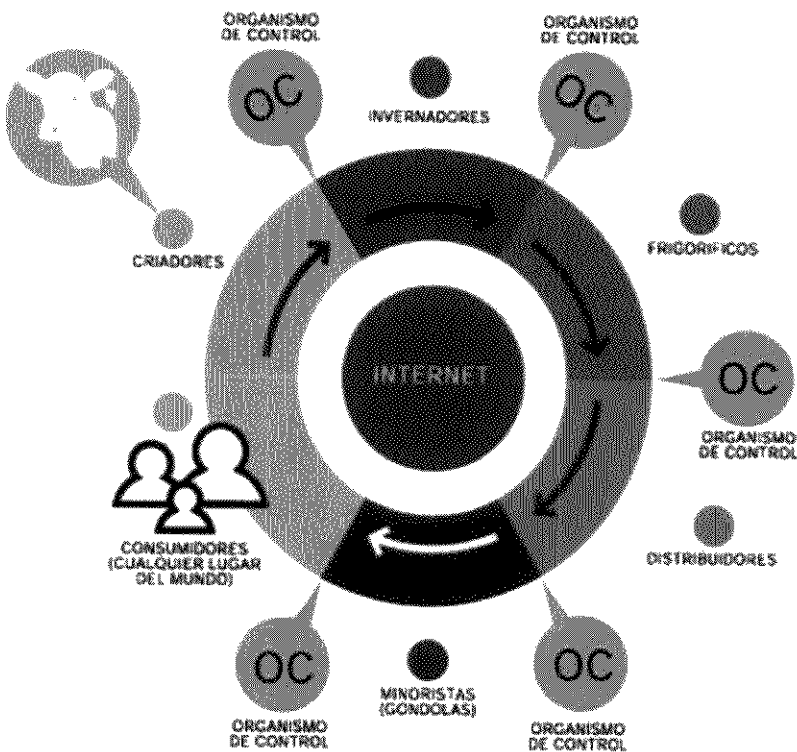 ORGANISMO
DE CONTROL
OC
INVERNADORES
ORGANISMO
DE CONTROL
OC
CRIADORES
FRIGORIFICOS
INTERNET
OC
ORGANISMO
DE CONTROL
CONSUMIDORES
(CUALQUIER LUGAR
DEL MUNDO)
DISTRIBUIDORES
OC
ORGANISMO
DE CONTROL
MINORISTAS
(GONDOLAS)
OC
ORGANISMO
DE CONTROL